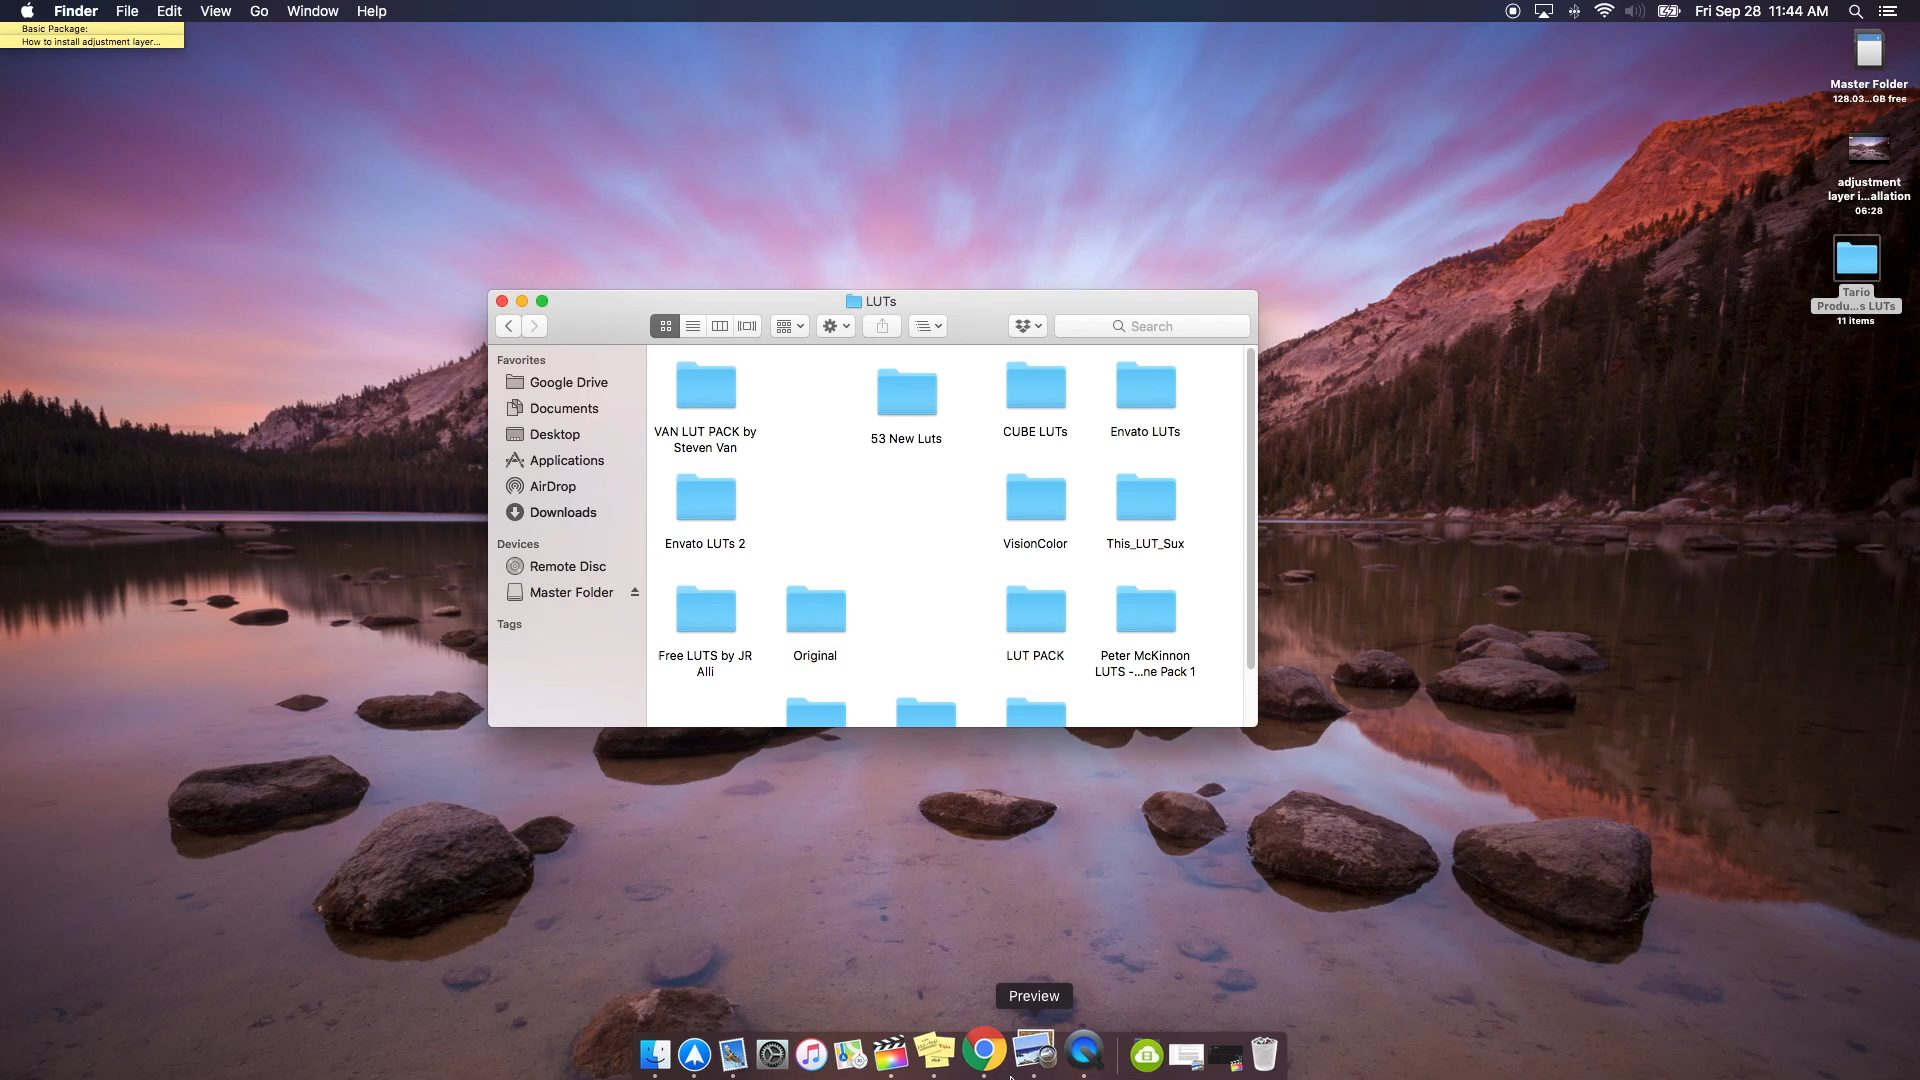 Finder File Edit View Go Window Help
Fri Sep 28 11:44 AM
Basic Package:
How to install adjustment layer...
Master Folder
128.03...GB free
adjustment
layer i...allation
06:28
Tario
Produ...s LUTs
11 items
LUTs
Search
Favorites
Google Drive
Documents
Desktop
Applications
AirDrop
Downloads
Devices
Remote Disc
Master Folder
Tags
VAN LUT PACK by
Steven Van
53 New Luts
CUBE LUTs
Envato LUTs
Envato LUTs 2
VisionColor
This_LUT_Sux
Free LUTS by JR
Alli
Original
LUT PACK
Peter McKinnon
LUTS -...ne Pack 1
Preview